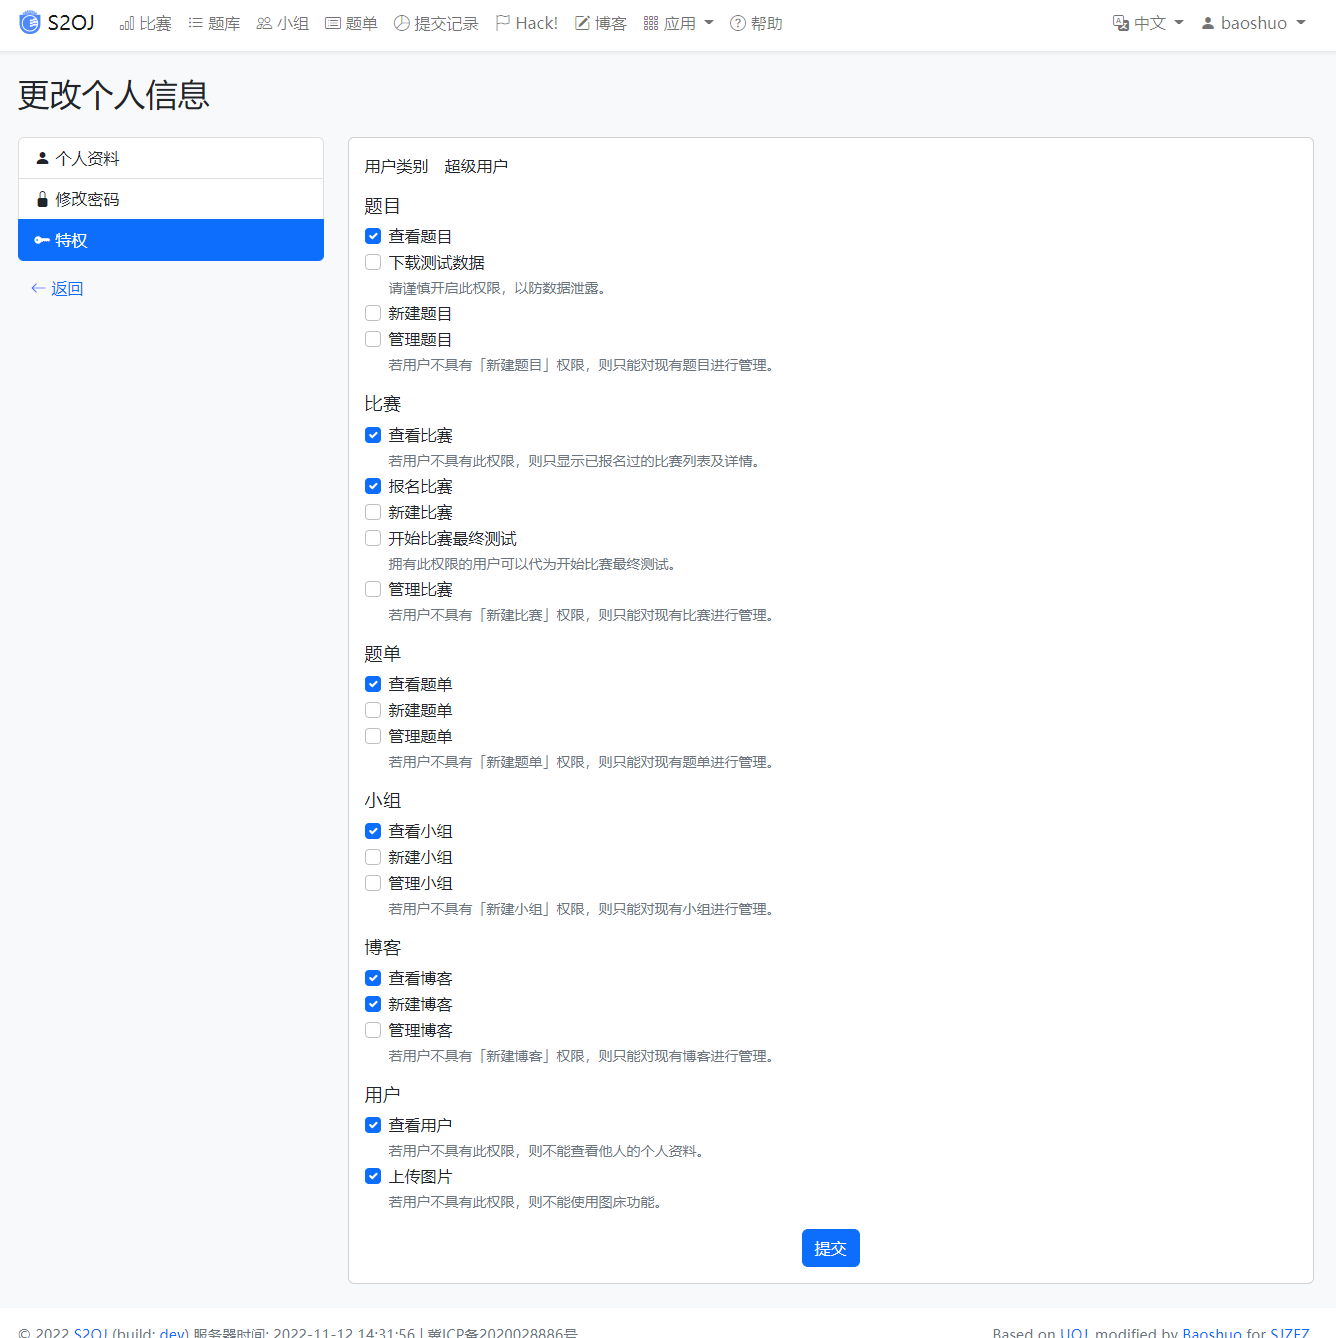 S2OJ 比赛 题库 小组 题单 提交记录 Hack! 博客 应用 帮助 中文 baoshuo
更改个人信息
个人资料
修改密码
特权
返回
用户类别 超级用户
题目
查看题目
下载测试数据
请谨慎开启此权限，以防数据泄露。
新建题目
管理题目
若用户不具有「新建题目」权限，则只能对现有题目进行管理。
比赛
查看比赛
若用户不具有此权限，则只显示已报名过的比赛列表及详情。
报名比赛
新建比赛
开始比赛最终测试
拥有此权限的用户可以代为开始比赛最终测试。
管理比赛
若用户不具有「新建比赛」权限，则只能对现有比赛进行管理。
题单
查看题单
新建题单
管理题单
若用户不具有「新建题单」权限，则只能对现有题单进行管理。
小组
查看小组
新建小组
管理小组
若用户不具有「新建小组」权限，则只能对现有小组进行管理。
博客
查看博客
新建博客
管理博客
若用户不具有「新建博客」权限，则只能对现有博客进行管理。
用户
查看用户
若用户不具有此权限，则不能查看他人的个人资料。
上传图片
若用户不具有此权限，则不能使用图床功能。
提交
© 2022 S2OJ (build: dev) 服务器时间: 2022-11-12 14:31:56 | 冀ICP备2020028886号
Based on UOJ, modified by Baoshuo for SJZEZ